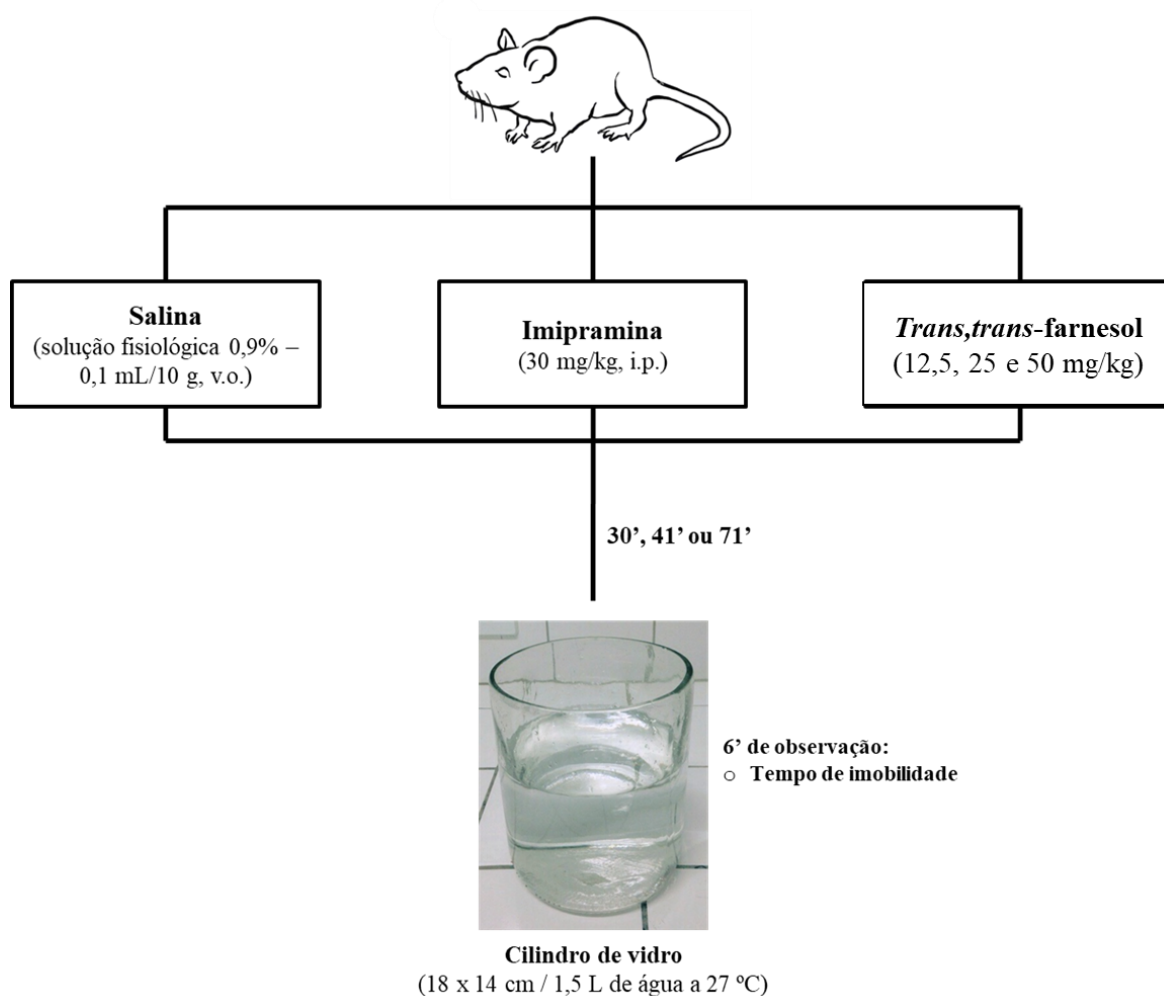 Salina
(solução fisiológica 0,9% –
0,1 mL/10 g, v.o.)
Imipramina
(30 mg/kg, i.p.)
Trans,trans-farnesol
(12,5, 25 e 50 mg/kg)
30’, 41’ ou 71’
6’ de observação:
o Tempo de imobilidade
Cilindro de vidro
(18 x 14 cm / 1,5 L de água a 27 ºC)